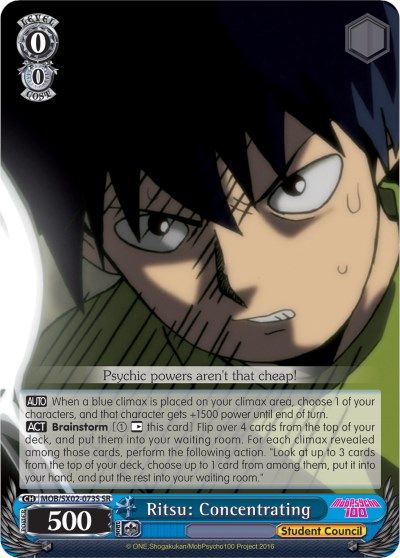 LEVEL
0
0
COST
Psychic powers aren't that cheap!
AUTO When a blue climax is placed on your climax area, choose 1 of your
characters, and that character gets +1500 power until end of turn.
ACT Brainstorm [① this card] Flip over 4 cards from the top of
your deck, and put them into your waiting room. For each climax revealed
among those cards, perform the following action. "Look at up to 3 cards
from the top of your deck, choose up to 1 card from among them, put it into
your hand, and put the rest into your waiting room."
MOB/SX02-073S SR
500
Ritsu: Concentrating
MOB PSYCHO
100
Student Council
© ONE,Shogakukan/MobPsycho100 Project 2016